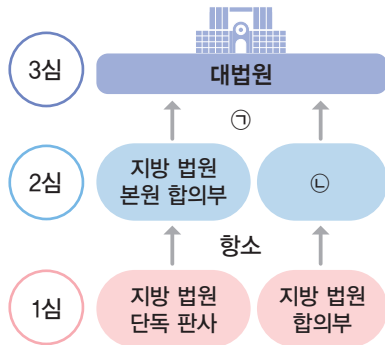 3심
대법원
㉠
2심
지방 법원
본원 합의부
㉡
항소
1심
지방 법원
단독 판사
지방 법원
합의부